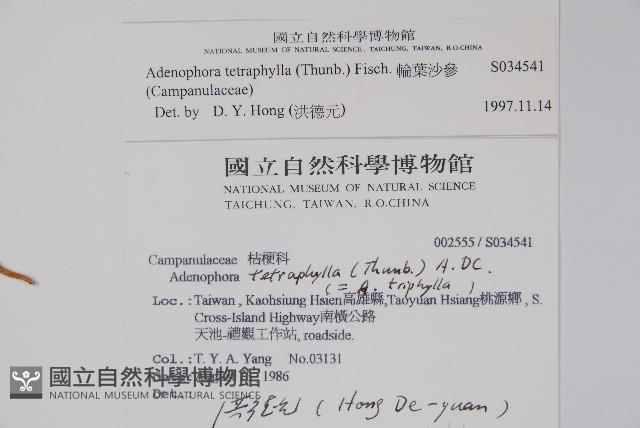 國立自然科學博物館
NATIONAL MUSEUM OF NATURAL SCIENCE, TAICHUNG, TAIWAN, R.O.CHINA
Adenophora tetraphylla (Thunb.) Fisch. 輪葉沙參 S034541
(Campanulaceae)
Det. by D. Y. Hong (洪德元) 1997.11.14
國立自然科學博物館
NATIONAL MUSEUM OF NATURAL SCIENCE
TAICHUNG, TAIWAN, R.O.CHINA
002555 / S034541
Campanulaceae 桔梗科
Adenophora tetraphylla (Thunb.) A.DC.
(= A. triphylla)
Loc.:Taiwan , Kaohsiung Hsien高雄縣,Taoyuan Hsiang桃源鄉 , S.
Cross-Island Highway南橫公路
天池-禮觀工作站, roadside.
Col.:T. Y. A. Yang No.03131
1986
國立自然科學博物館
NATIONAL MUSEUM OF NATURAL SCIENCE
Det.:
(Hong De-yuan)